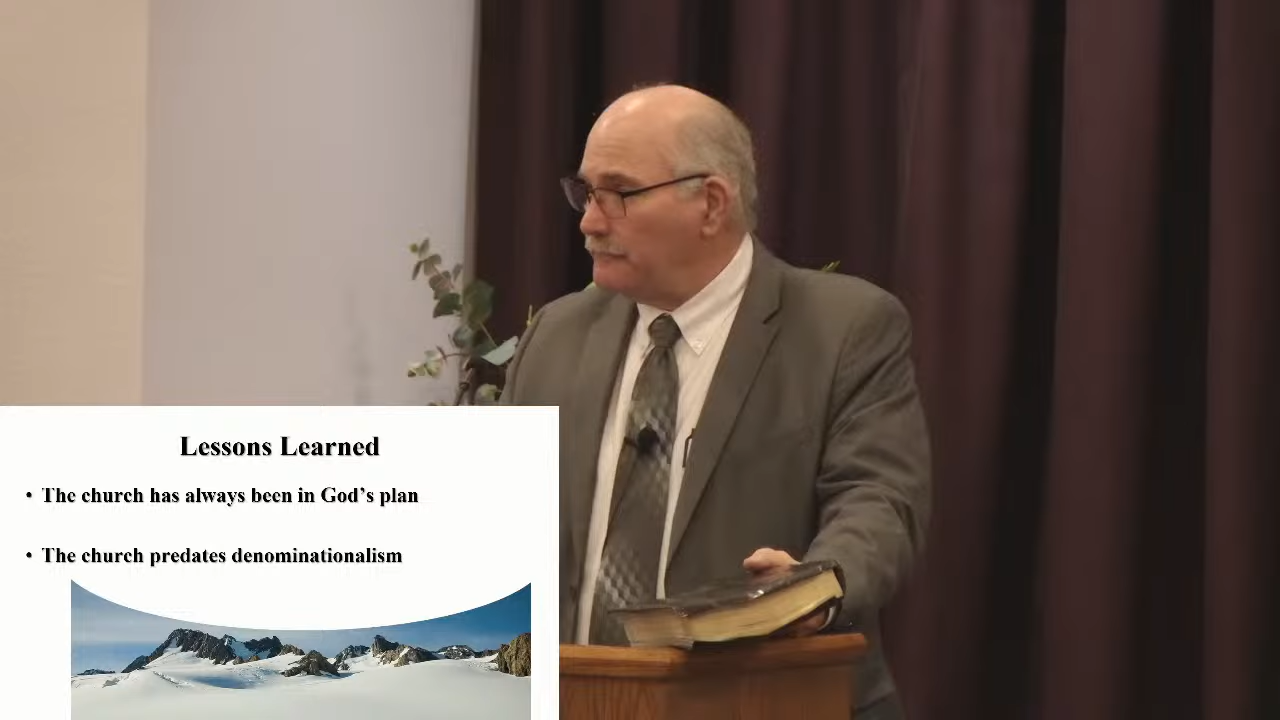 Lessons Learned
• The church has always been in God’s plan
• The church predates denominationalism